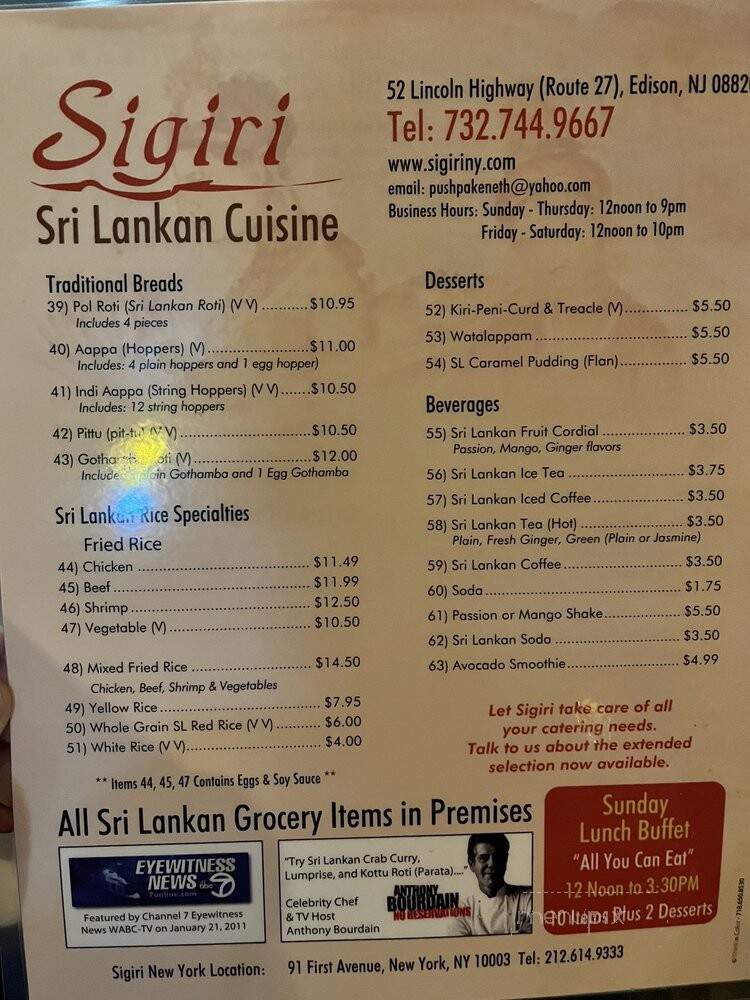 Sigiri
Sri Lankan Cuisine
52 Lincoln Highway (Route 27), Edison, NJ 0882
Tel: 732.744.9667
www.sigiriny.com
email: pushpakeneth@yahoo.com
Business Hours: Sunday - Thursday: 12noon to 9pm
Friday - Saturday: 12noon to 10pm
Traditional Breads
39) Pol Roti (Sri Lankan Roti) (V V) ...........$10.95
Includes 4 pieces
40) Aappa (Hoppers) (V) ......................$11.00
Includes: 4 plain hoppers and 1 egg hopper)
41) Indi Aappa (String Hoppers) (V V).......$10.50
Includes: 12 string hoppers
42) Pittu (pit-tu) (V V) ............................$10.50
43) (V) ..........................$12.00
Gothamba and 1 Egg Gothamba
Sri Lankan Rice Specialties
Fried Rice
44) Chicken .................................... $11.49
45) Beef.......................................... $11.99
46) Shrimp...................................... $12.50
47) Vegetable (V).............................. $10.50
48) Mixed Fried Rice .......................... $14.50
Chicken, Beef, Shrimp & Vegetables
49) Yellow Rice.................................. $7.95
50) Whole Grain SL Red Rice (V V) ........... $6.00
51) White Rice (V V)............................. $4.00
** Items 44, 45, 47 Contains Eggs & Soy Sauce **
Desserts
52) Kiri-Peni-Curd & Treacle (V)............... $5.50
53) Watalappam ................................. $5.50
54) SL Caramel Pudding (Flan)................ $5.50
Beverages
55) Sri Lankan Fruit Cordial .................... $3.50
Passion, Mango, Ginger flavors
56) Sri Lankan Ice Tea ......................... $3.75
57) Sri Lankan Iced Coffee..................... $3.50
58) Sri Lankan Tea (Hot) ....................... $3.50
Plain, Fresh Ginger, Green (Plain or Jasmine)
59) Sri Lankan Coffee........................... $3.50
60) Soda.......................................... $1.75
61) Passion or Mango Shake.................. $5.50
62) Sri Lankan Soda ............................ $3.50
63) Avocado Smoothie.......................... $4.99
Let Sigiri take care of all
your catering needs.
Talk to us about the extended
selection now available.
All Sri Lankan Grocery Items in Premises
EYEWITNESS
NEWS abc 7
7online.com
Featured by Channel 7 Eyewitness
News WABC-TV on January 21, 2011
"Try Sri Lankan Crab Curry,
Lumprise, and Kottu Roti (Parata)...."
Celebrity Chef
& TV Host
Anthony Bourdain
ANTHONY
BOURDAIN
NO RESERVATIONS
Sunday
Lunch Buffet
"All You Can Eat"
12 Noon to 3:30PM
Plus 2 Desserts
Sigiri New York Location: 91 First Avenue, New York, NY 10003 Tel: 212.614.9333